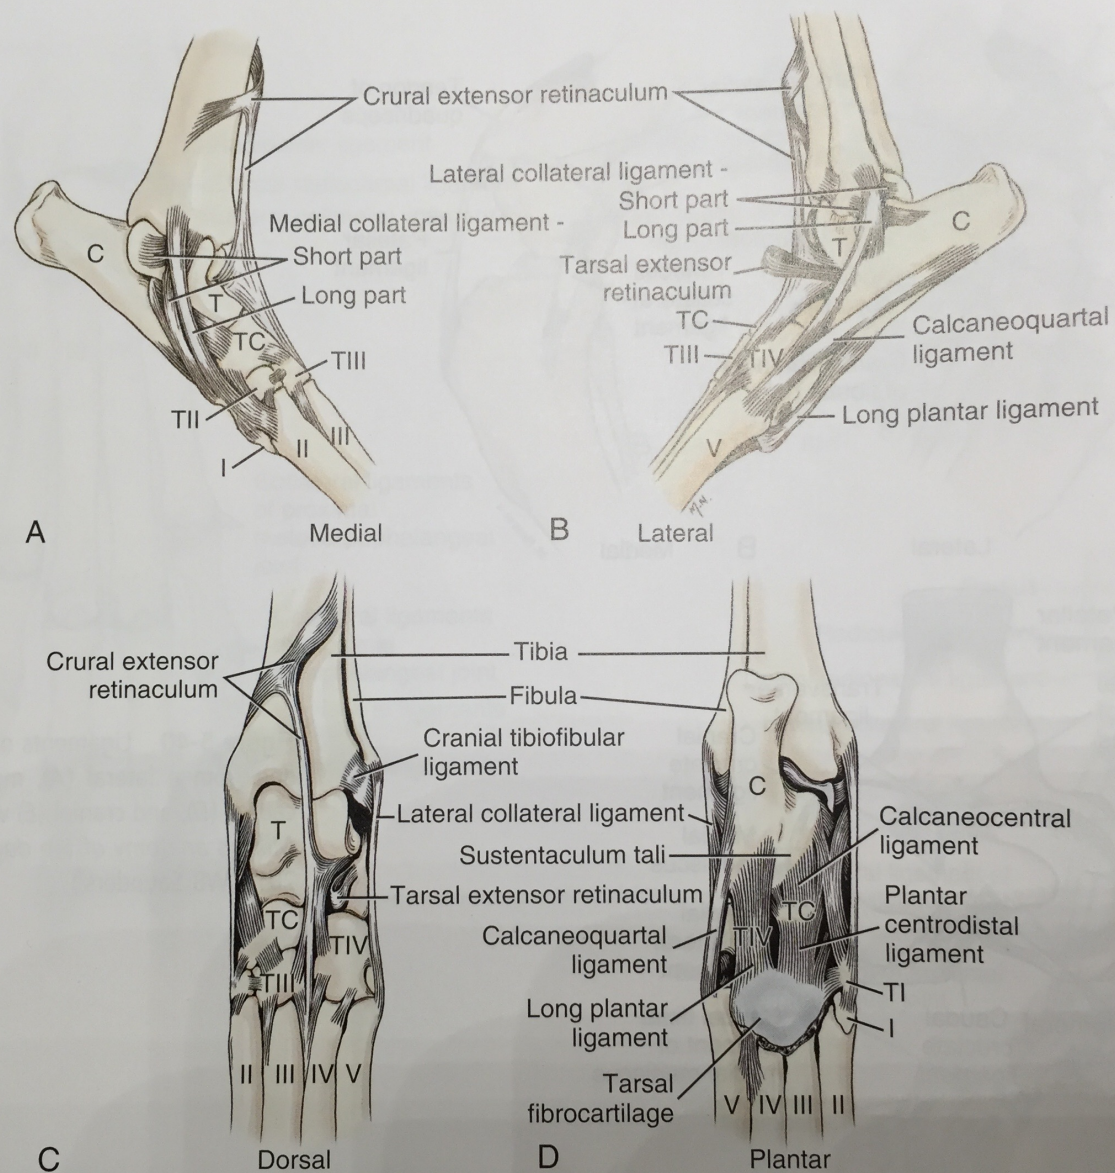 Crural extensor retinaculum
Lateral collateral ligament -
Short part
Long part
Medial collateral ligament -
Short part
Long part
Tarsal extensor
retinaculum
C
T
TC
TIII
TII
I
II
III
C
T
TC
TIII
TIV
V
Calcaneoquartal
ligament
Long plantar ligament
M.N.
A
Medial
B
Lateral
Crural extensor
retinaculum
Tibia
Fibula
Cranial tibiofibular
ligament
Lateral collateral ligament
Sustentaculum tali
Tarsal extensor retinaculum
Calcaneoquartal
ligament
Long plantar
ligament
Tarsal
fibrocartilage
T
TC
TIV
TIII
II
III
IV
V
C
Calcaneocentral
ligament
Plantar
centrodistal
ligament
TC
TIV
TI
I
V
IV
III
II
C
Dorsal
D
Plantar